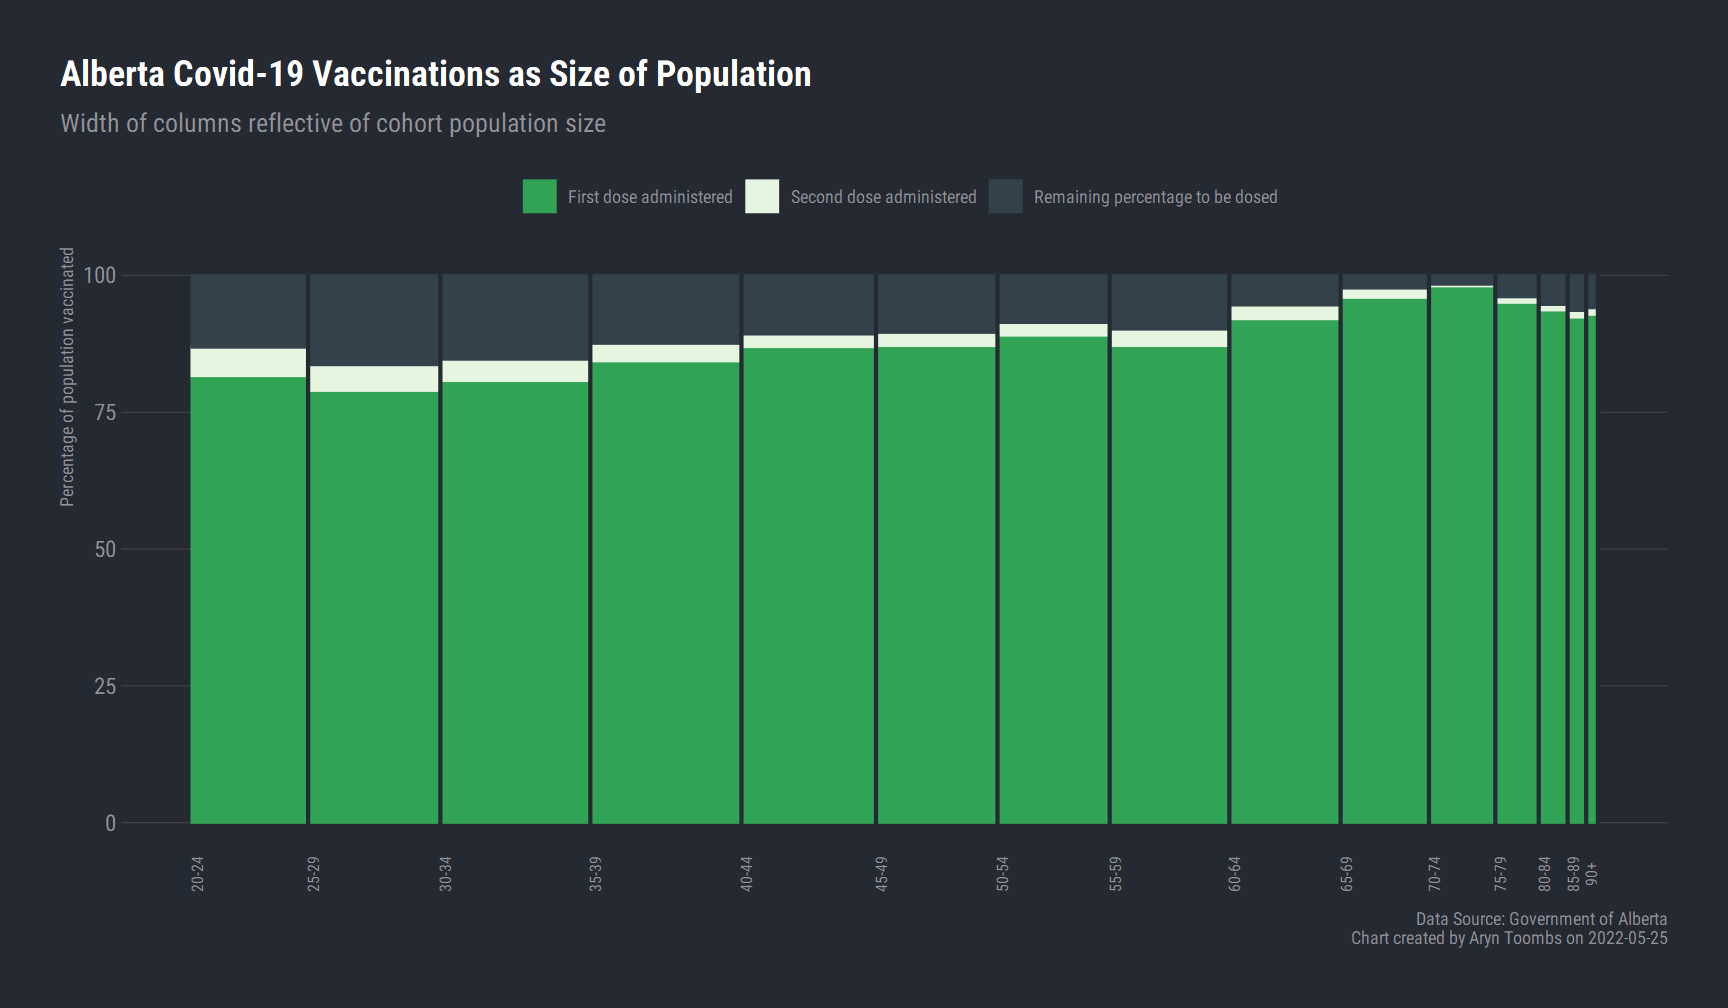 Alberta Covid-19 Vaccinations as Size of Population
Width of columns reflective of cohort population size
First dose administered
Second dose administered
Remaining percentage to be dosed
Percentage of population vaccinated
100
75
50
25
0
20-24
25-29
30-34
35-39
40-44
45-49
50-54
55-59
60-64
65-69
70-74
75-79
80-84
85-89
90+
Data Source: Government of Alberta
Chart created by Aryn Toombs on 2022-05-25